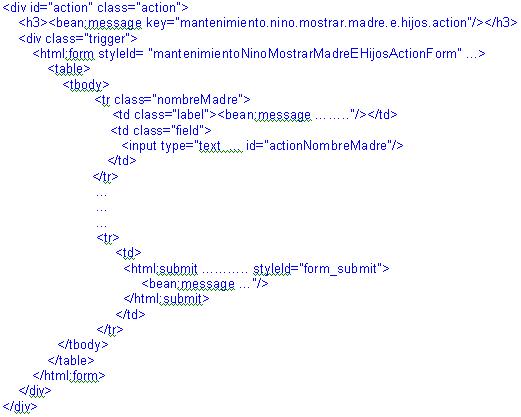 <div id="action" class="action">
<h3><bean:message key="mantenimiento.nino.mostrar.madre.e.hijos.action"/></h3>
<div class="trigger">
<html:form styleId= "mantenimientoNinoMostrarMadreEHijosActionForm" ...>
<table>
<tbody>
<tr class="nombreMadre">
<td class="label"><bean:message ........"/></td>
<td class="field">
<input type="text ..... id="actionNombreMadre"/>
</td>
</tr>
...
...
...
<tr>
<td>
<html:submit ........... styleId="form_submit">
<bean:message ..."/>
</html:submit>
</td>
</tr>
</tbody>
</table>
</html:form>
</div>
</div>